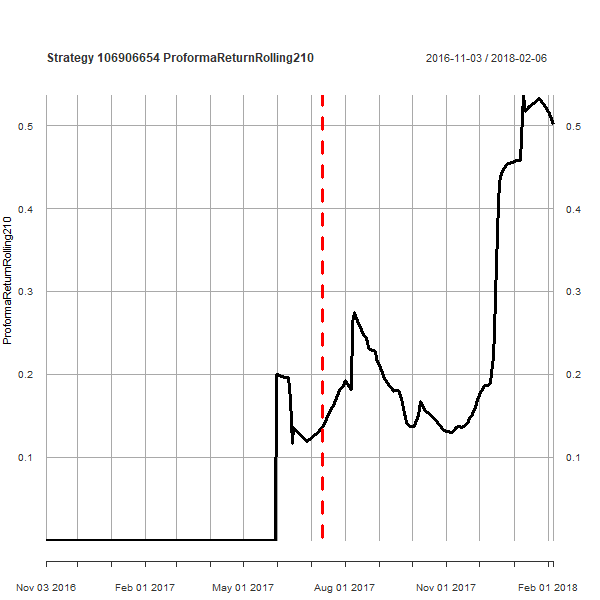 Strategy 106906654 ProformaReturnRolling210
2016-11-03 / 2018-02-06
ProformaReturnRolling210
0.5
0.4
0.3
0.2
0.1
0.5
0.4
0.3
0.2
0.1
Nov 03 2016
Feb 01 2017
May 01 2017
Aug 01 2017
Nov 01 2017
Feb 01 2018